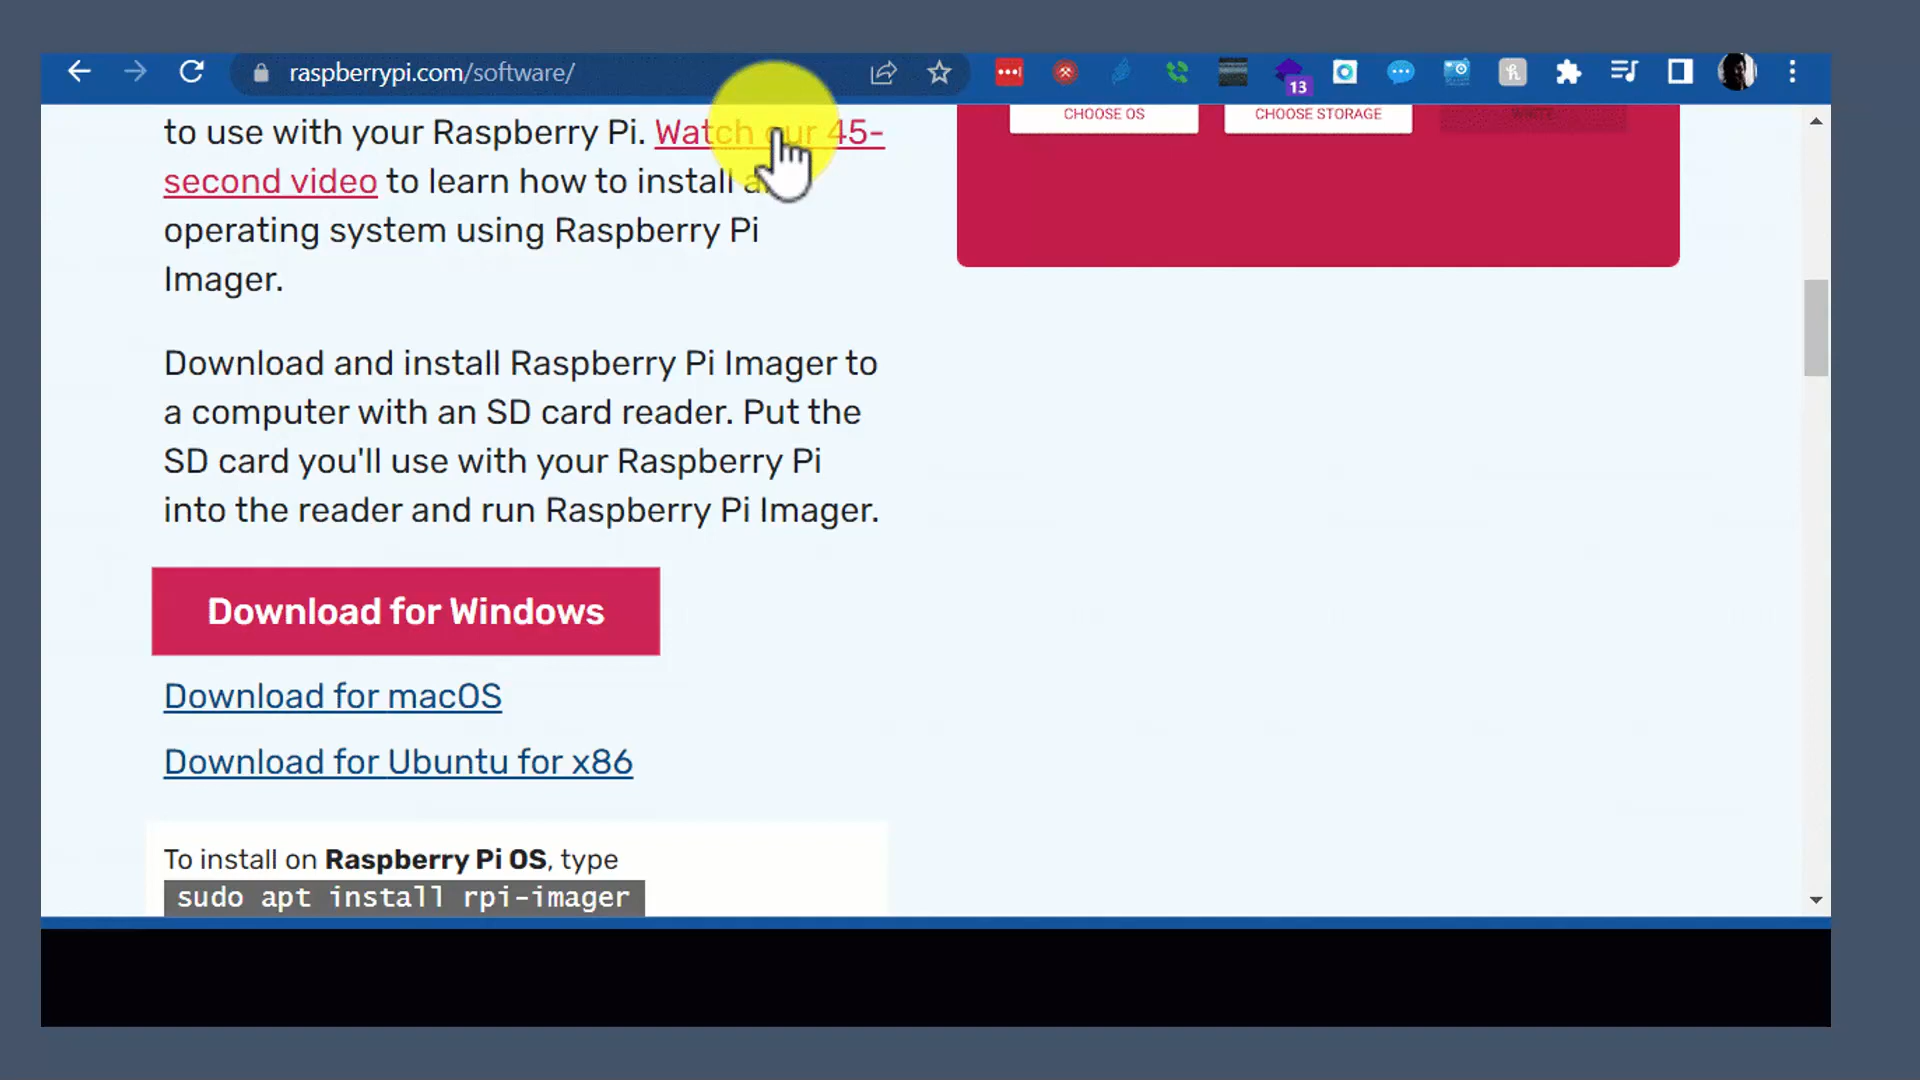 raspberrypi.com/software/
13
CHOOSE OS
CHOOSE STORAGE
WRITE
to use with your Raspberry Pi. Watch our 45-
second video to learn how to install an
operating system using Raspberry Pi
Imager.
Download and install Raspberry Pi Imager to
a computer with an SD card reader. Put the
SD card you'll use with your Raspberry Pi
into the reader and run Raspberry Pi Imager.
Download for Windows
Download for macOS
Download for Ubuntu for x86
To install on Raspberry Pi OS, type
sudo apt install rpi-imager